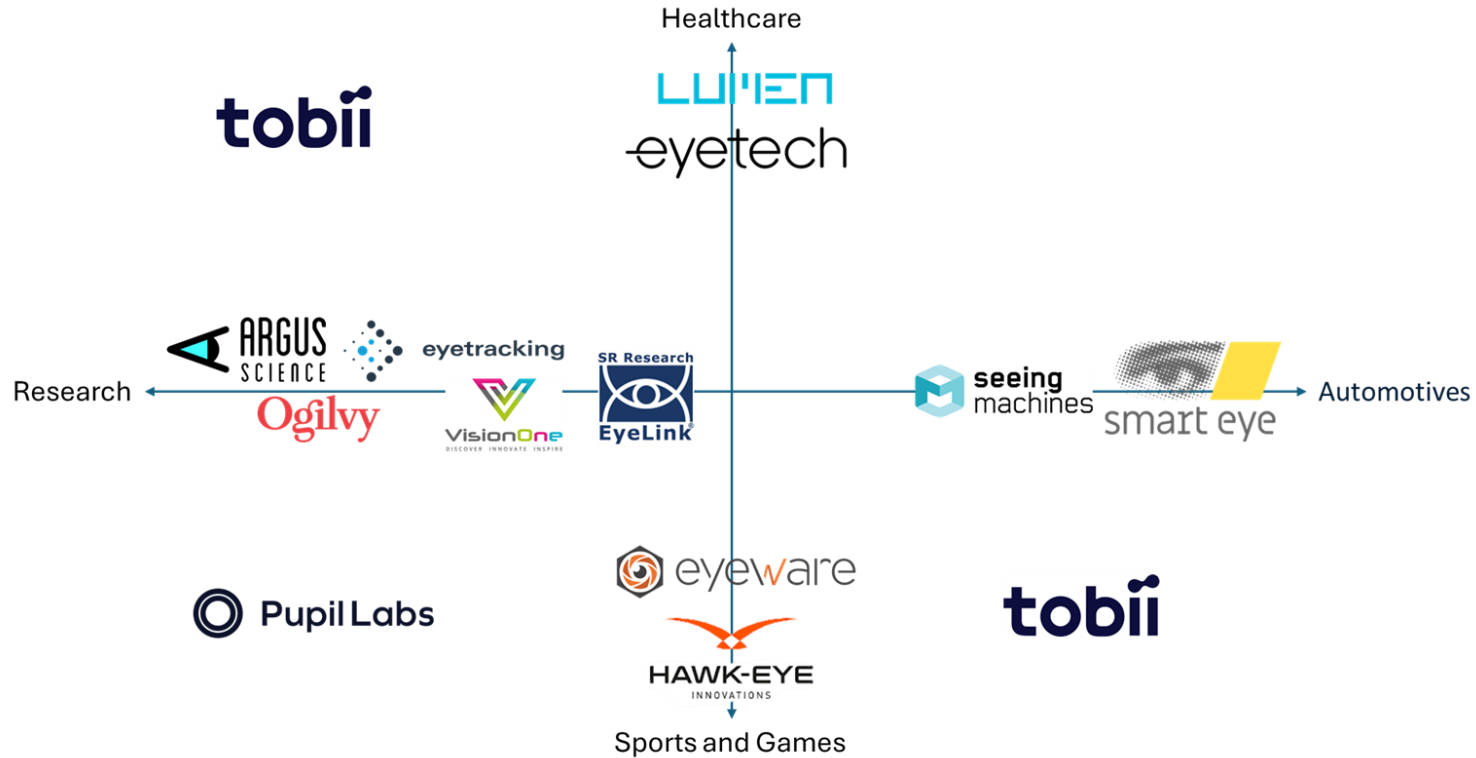 Healthcare
LUMEN
tobii
eyetech
ARGUS
SCIENCE
eyetracking
SR Research
EyeLink®
seeing
machines
smart eye
Research
Automotives
Ogilvy
VisionOne
DISCOVER INNOVATE INSPIRE
eyeware
Pupil Labs
tobii
HAWK-EYE
INNOVATIONS
Sports and Games